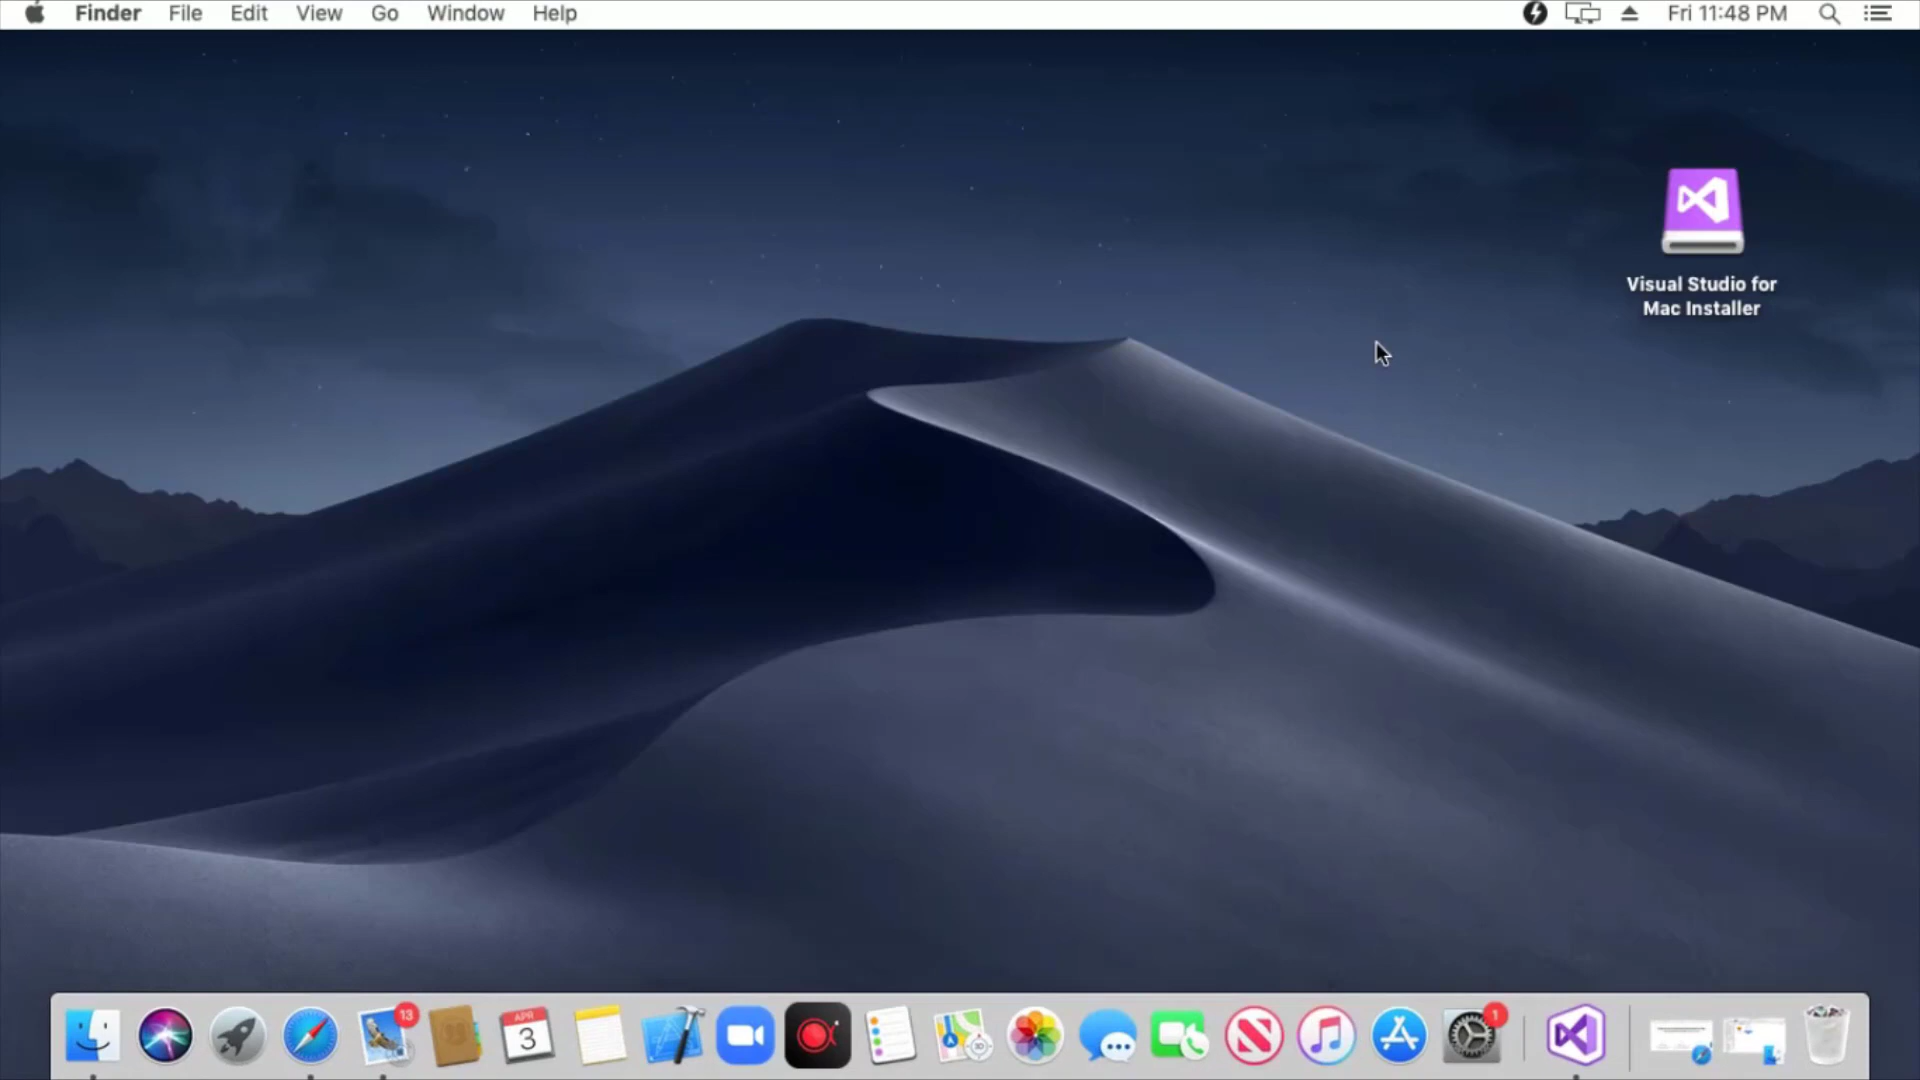 Finder File Edit View Go Window Help Fri 11:48 PM
Visual Studio for
Mac Installer
13
APR
3
3D
1